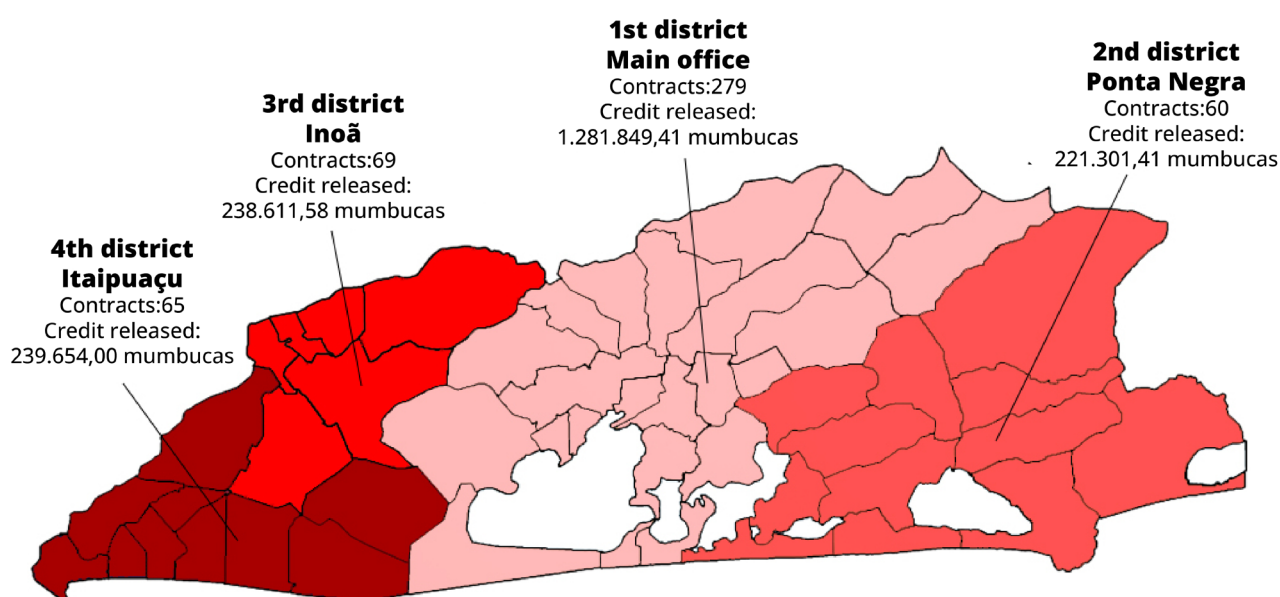 1st district
Main office
Contracts:279
Credit released:
1.281.849,41 mumbucas
2nd district
Ponta Negra
Contracts:60
Credit released:
221.301,41 mumbucas
3rd district
Inoã
Contracts:69
Credit released:
238.611,58 mumbucas
4th district
Itaipuaçu
Contracts:65
Credit released:
239.654,00 mumbucas